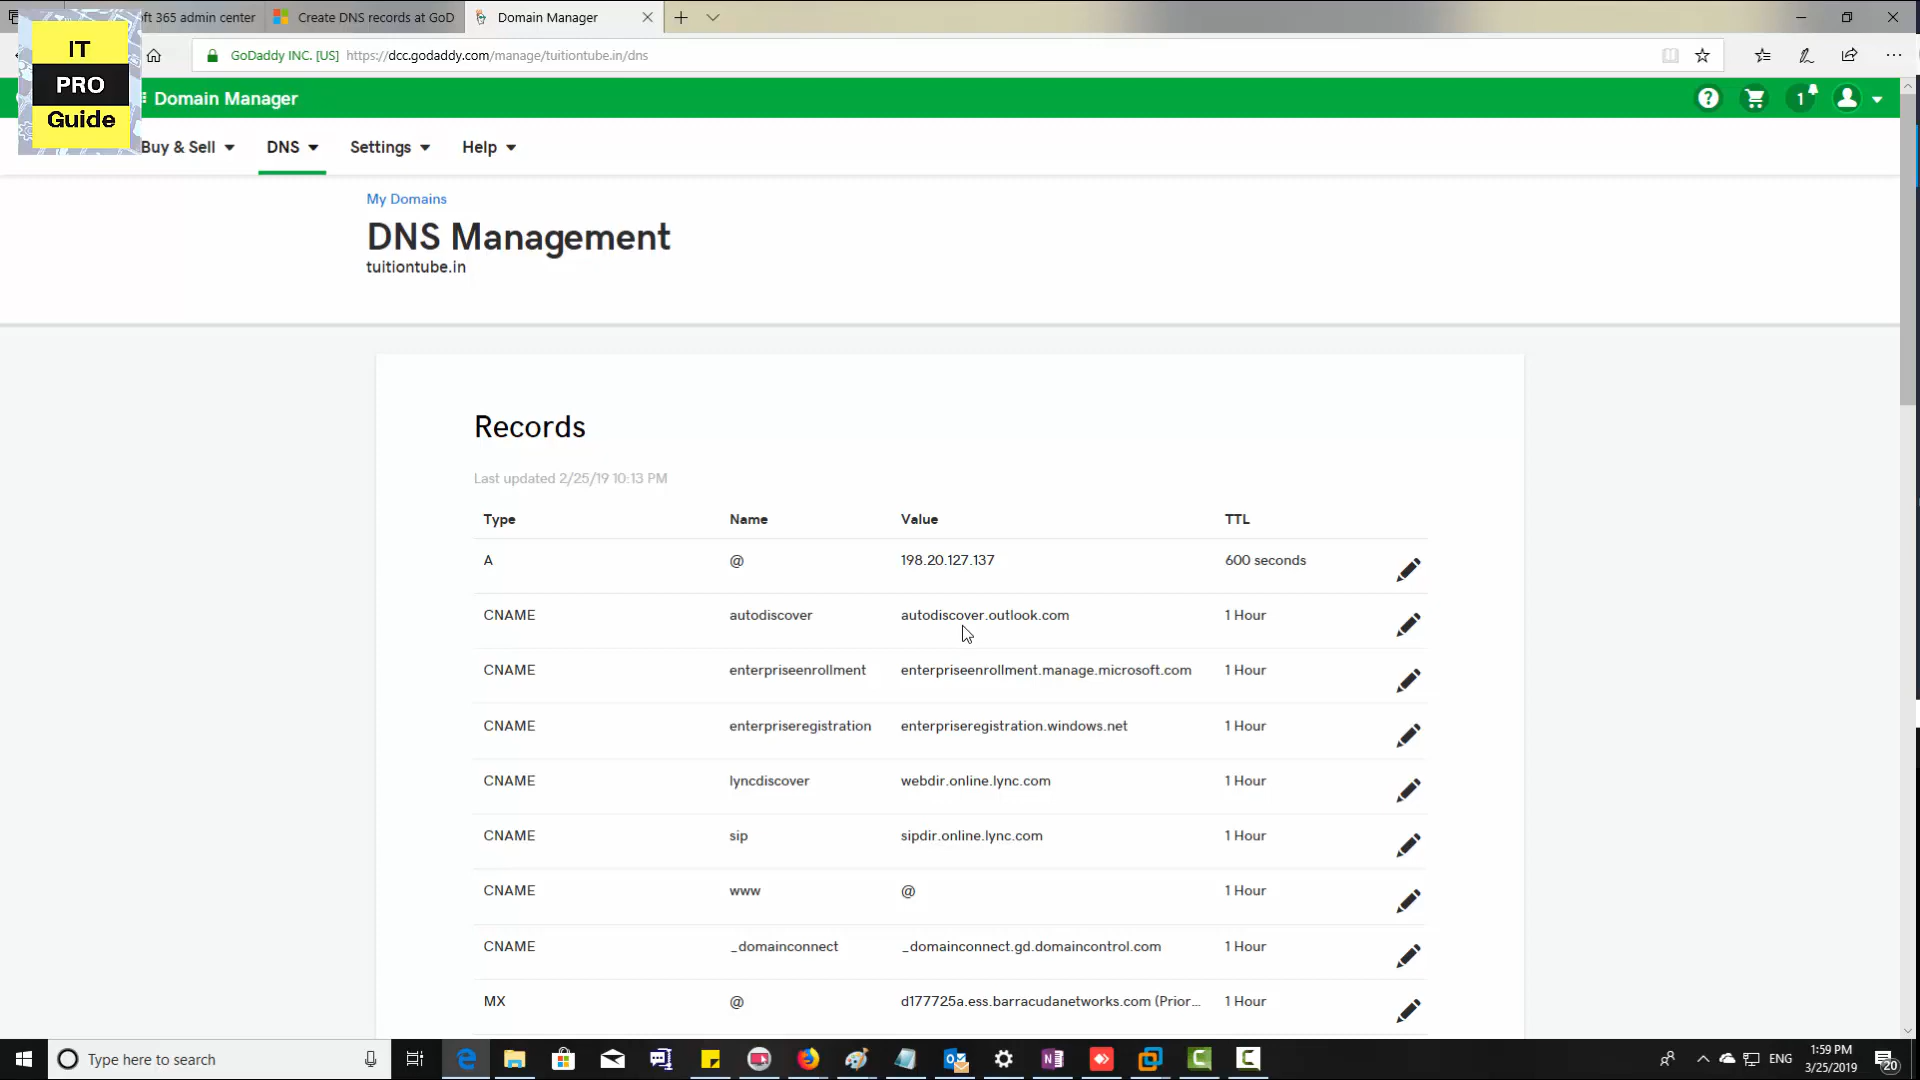 oft 365 admin center
Create DNS records at GoD
Domain Manager
GoDaddy INC. [US] https://dcc.godaddy.com/manage/tuitiontube.in/dns
IT
PRO
Guide
Domain Manager
1
Buy & Sell
DNS
Settings
Help
My Domains
DNS Management
tuitiontube.in
Records
Last updated 2/25/19 10:13 PM
Type Name Value TTL
A @ 198.20.127.137 600 seconds
CNAME autodiscover autodiscover.outlook.com 1 Hour
CNAME enterpriseenrollment enterpriseenrollment.manage.microsoft.com 1 Hour
CNAME enterpriseregistration enterpriseregistration.windows.net 1 Hour
CNAME lyncdiscover webdir.online.lync.com 1 Hour
CNAME sip sipdir.online.lync.com 1 Hour
CNAME www @ 1 Hour
CNAME _domainconnect _domainconnect.gd.domaincontrol.com 1 Hour
MX @ d177725a.ess.barracudanetworks.com (Prior... 1 Hour
Type here to search
ENG
1:59 PM
3/25/2019
20